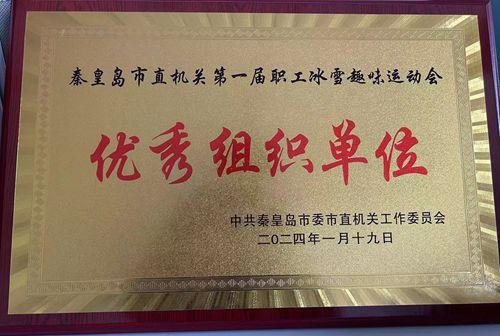 秦皇岛市直机关第一届职工冰雪趣味运动会
优秀组织单位
中共秦皇岛市委市直机关工作委员会
二〇二四年一月十九日